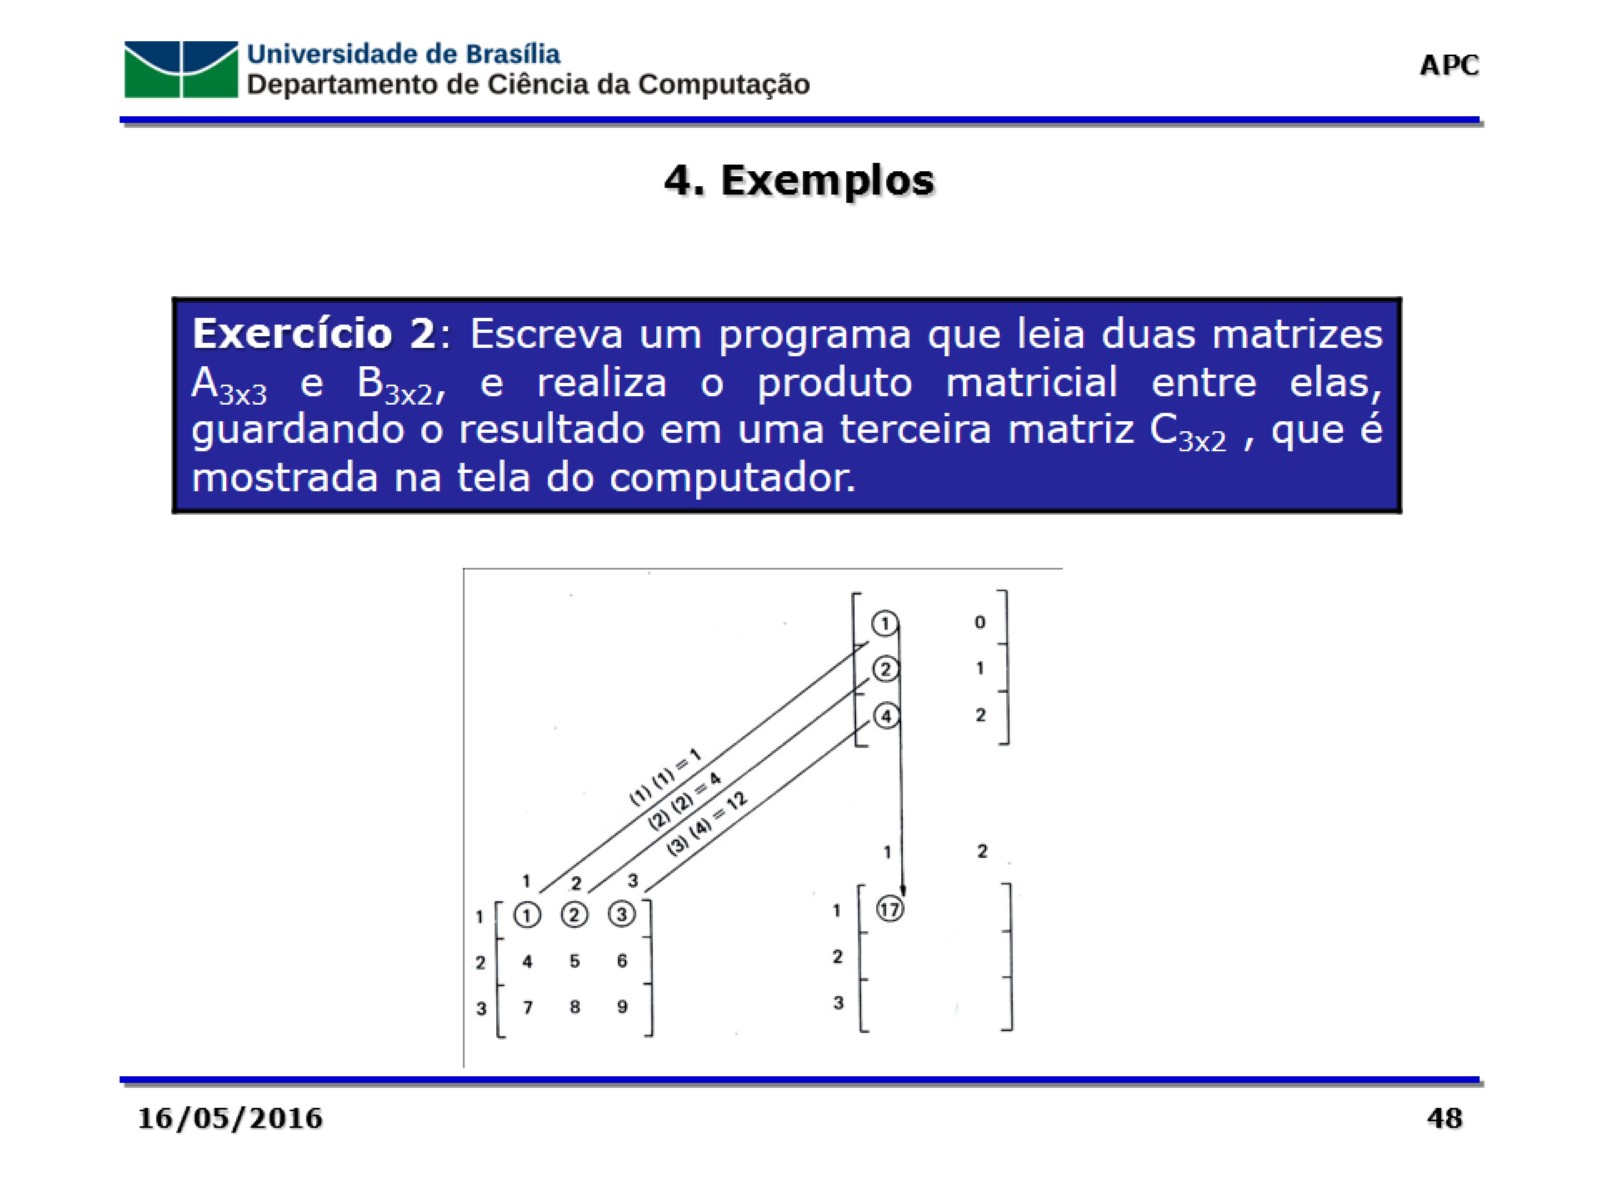 Universidade de Brasília
Departamento de Ciência da Computação
APC
4. Exemplos
Exercício 2: Escreva um programa que leia duas matrizes
A3x3 e B3x2, e realiza o produto matricial entre elas,
guardando o resultado em uma terceira matriz C3x2 , que é
mostrada na tela do computador.
1 0
2 1
4 2
(1) (1) = 1
(2) (2) = 4
(3) (4) = 12
1 2
1 2 3
1 1 2 3
2 4 5 6
3 7 8 9
1 17
2
3
16/05/2016
48